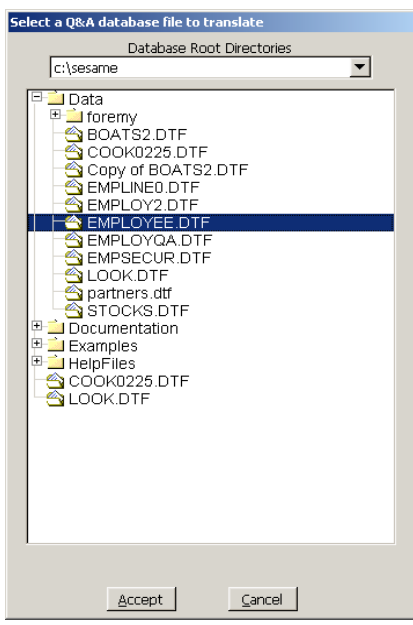 Select a Q&A database file to translate
Database Root Directories
c:\sesame
Data
foremy
BOATS2.DTF
COOK0225.DTF
Copy of BOATS2.DTF
EMPLINE0.DTF
EMPLOY2.DTF
EMPLOYEE.DTF
EMPLOYQA.DTF
EMPSECUR.DTF
LOOK.DTF
partners.dtf
STOCKS.DTF
Documentation
Examples
HelpFiles
COOK0225.DTF
LOOK.DTF
Accept Cancel